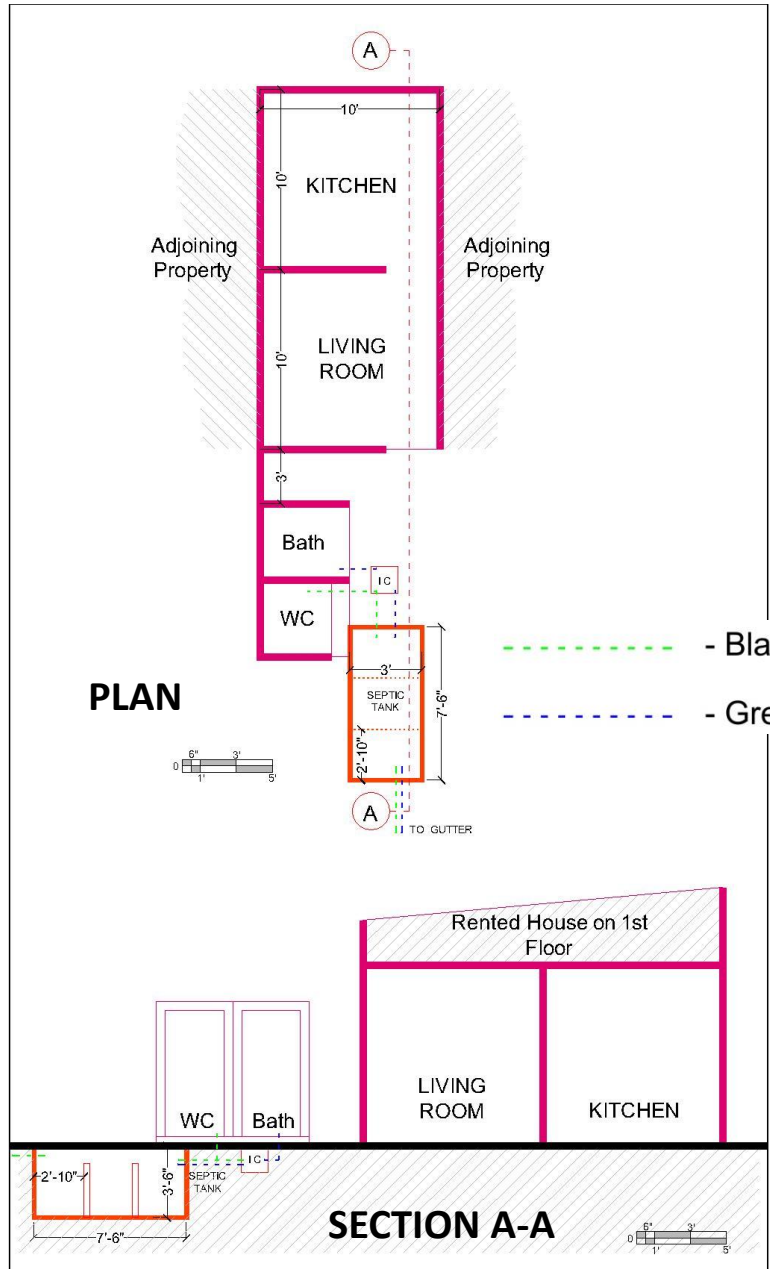 A
10'
10'
KITCHEN
Adjoining
Property
Adjoining
Property
10'
LIVING
ROOM
3'
Bath
IC
WC
3'
SEPTIC
TANK
7'-6"
2'-10"
- Bla
- Gre
PLAN
0 6" 1' 3' 5'
A
TO GUTTER
Rented House on 1st
Floor
LIVING
ROOM
KITCHEN
WC
Bath
IC
2'-10"
3'-6"
SEPTIC
TANK
7'-6"
SECTION A-A
0 6" 1' 3' 5'